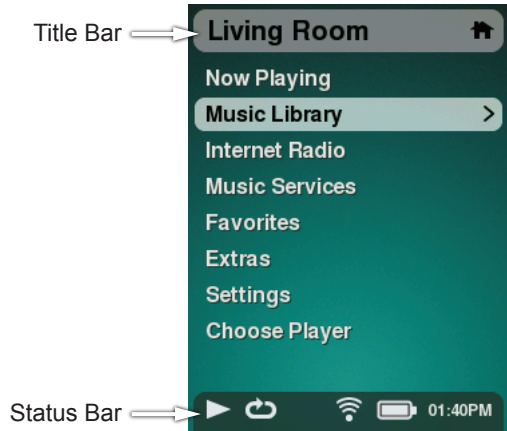 Title Bar
Living Room
Now Playing
Music Library
Internet Radio
Music Services
Favorites
Extras
Settings
Choose Player
Status Bar
01:40PM